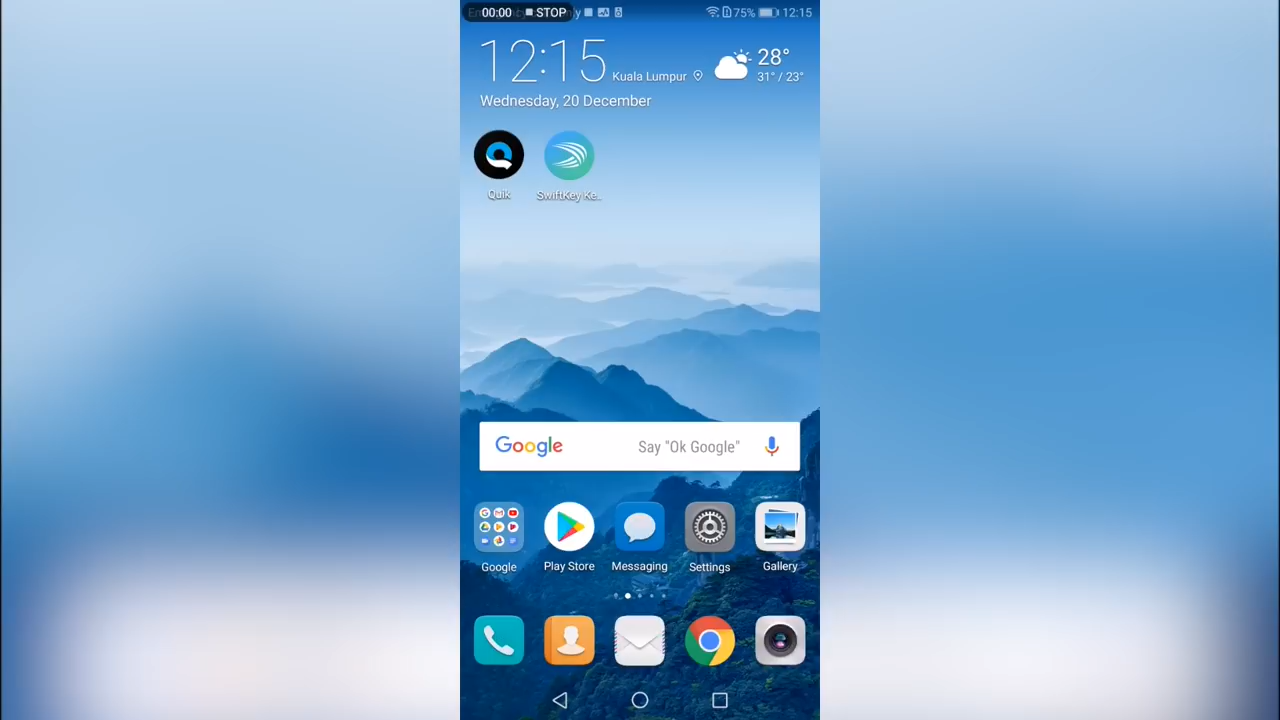 00:00 STOP
75% 12:15
12:15
Kuala Lumpur
28°
31° / 23°
Wednesday, 20 December
Quik
SwiftKey Ke..
Google
Say "Ok Google"
Google
Play Store
Messaging
Settings
Gallery